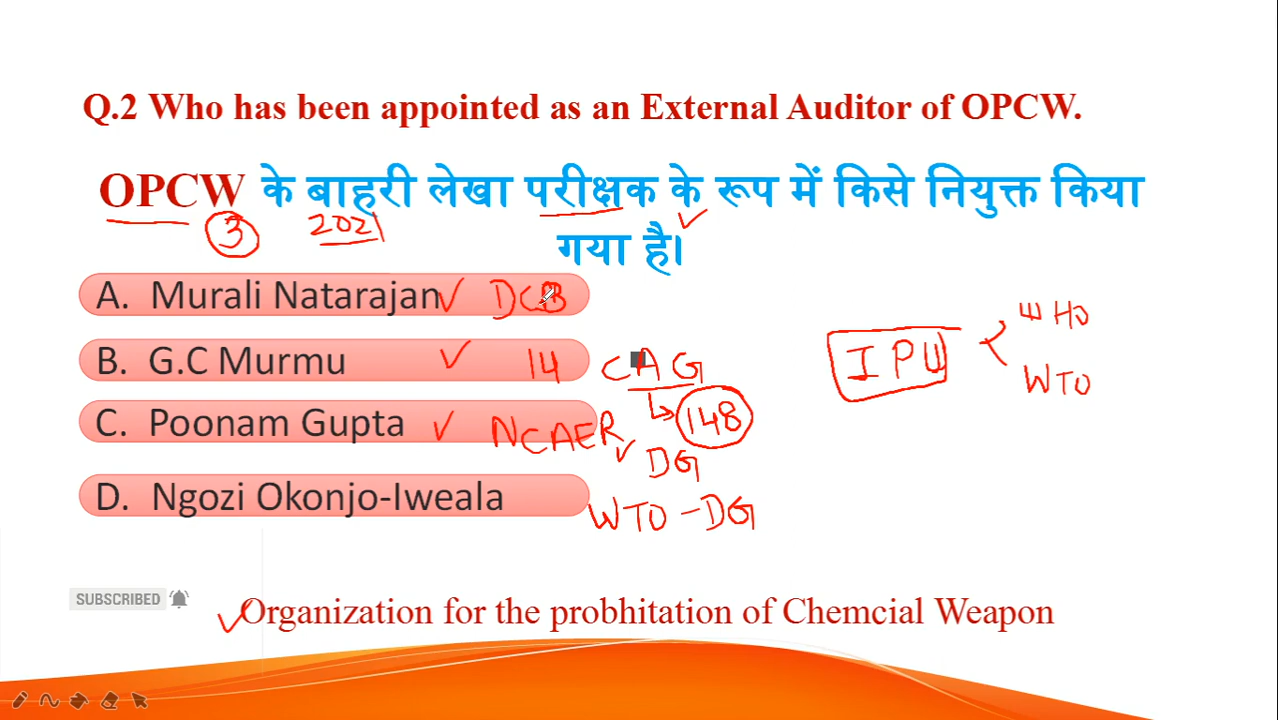 Q.2 Who has been appointed as an External Auditor of OPCW.
OPCW के बाहरी लेखा परीक्षक के रूप में किसे नियुक्त किया
गया है।
3 2021
A. Murali Natarajan DCB
B. G.C Murmu 14 CAG
148
C. Poonam Gupta NCAER
DG
D. Ngozi Okonjo-Iweala WTO - DG
IPU
WHO
WTO
SUBSCRIBED
Organization for the probhitation of Chemcial Weapon